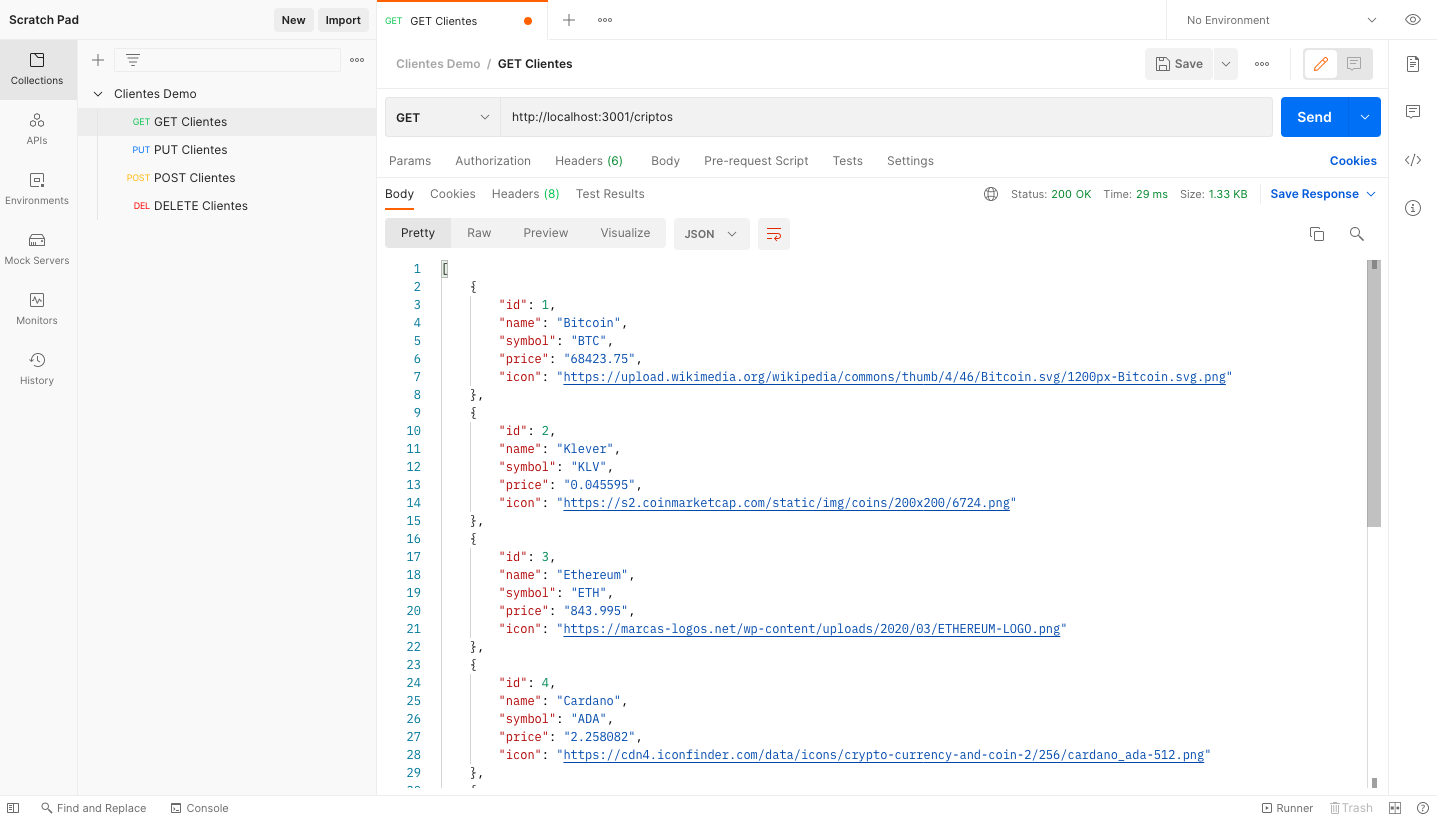 Scratch Pad
New
Import
GET GET Clientes
No Environment
Collections
APIs
Environments
Mock Servers
Monitors
History
Clientes Demo
GET GET Clientes
PUT PUT Clientes
POST POST Clientes
DEL DELETE Clientes
Clientes Demo / GET Clientes
Save
GET
http://localhost:3001/criptos
Send
Params Authorization Headers (6) Body Pre-request Script Tests Settings
Cookies
Body Cookies Headers (8) Test Results
Status: 200 OK Time: 29 ms Size: 1.33 KB
Save Response
Pretty Raw Preview Visualize JSON
1 [
2 {
3 "id": 1,
4 "name": "Bitcoin",
5 "symbol": "BTC",
6 "price": "68423.75",
7 "icon": "https://upload.wikimedia.org/wikipedia/commons/thumb/4/46/Bitcoin.svg/1200px-Bitcoin.svg.png"
8 },
9 {
10 "id": 2,
11 "name": "Klever",
12 "symbol": "KLV",
13 "price": "0.045595",
14 "icon": "https://s2.coinmarketcap.com/static/img/coins/200x200/6724.png"
15 },
16 {
17 "id": 3,
18 "name": "Ethereum",
19 "symbol": "ETH",
20 "price": "843.995",
21 "icon": "https://marcas-logos.net/wp-content/uploads/2020/03/ETHEREUM-LOGO.png"
22 },
23 {
24 "id": 4,
25 "name": "Cardano",
26 "symbol": "ADA",
27 "price": "2.258082",
28 "icon": "https://cdn4.iconfinder.com/data/icons/crypto-currency-and-coin-2/256/cardano_ada-512.png"
29 },
Find and Replace
Console
Runner
Trash